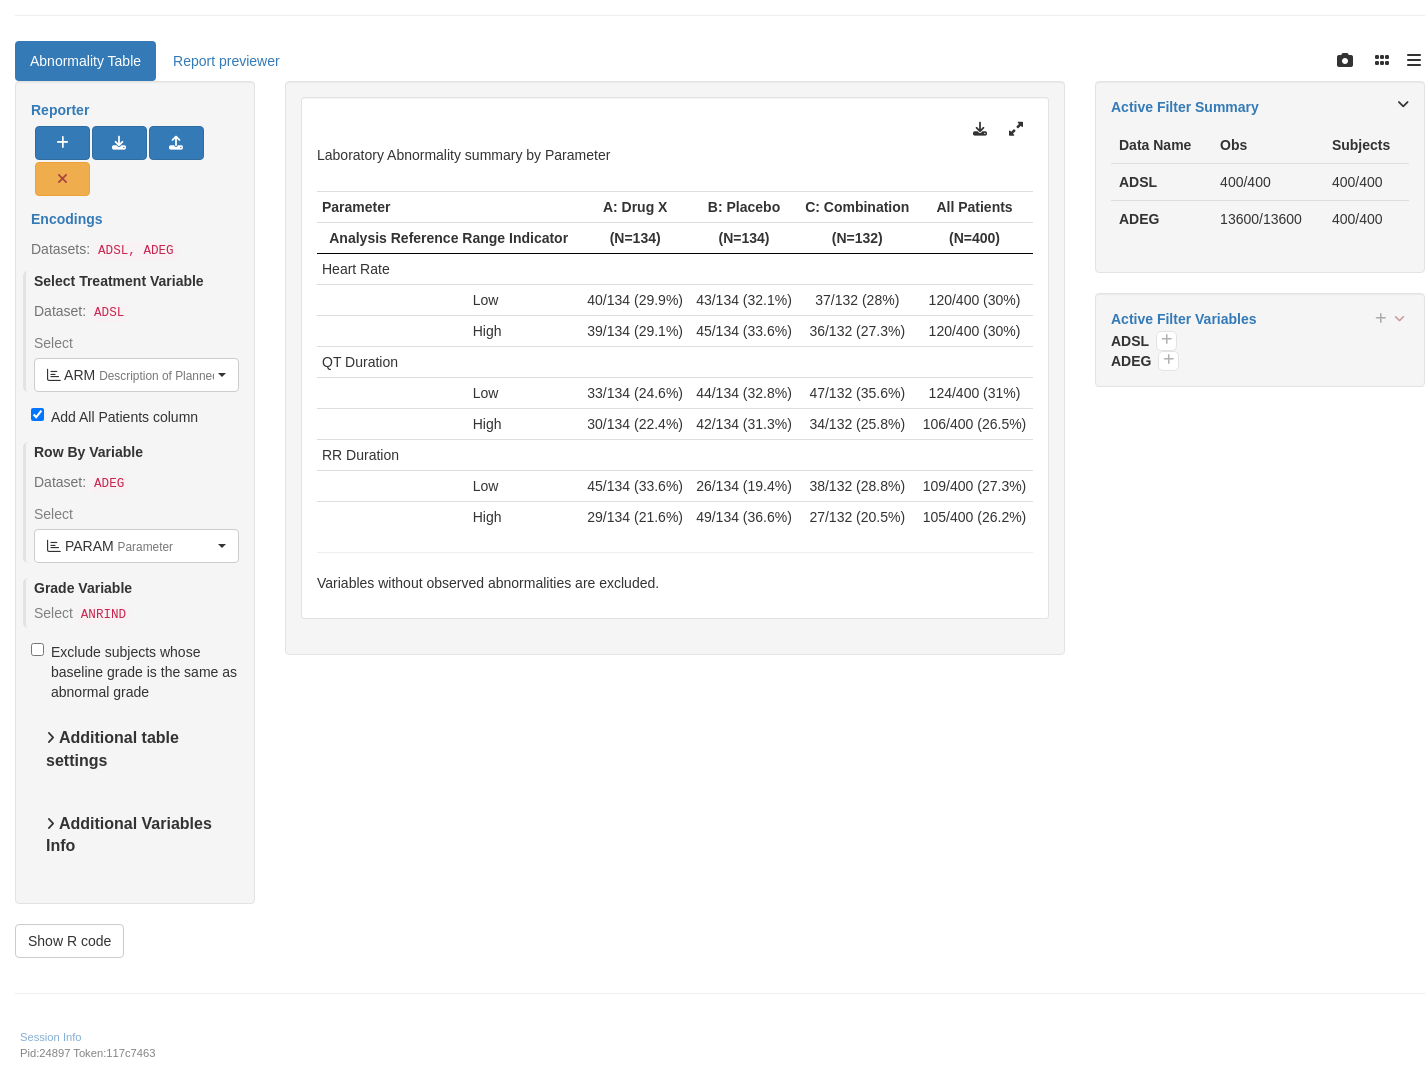 Abnormality Table
Report previewer
Reporter
Encodings
Datasets: ADSL, ADEG
Select Treatment Variable
Dataset: ADSL
Select
ARM Description of Planne
Add All Patients column
Row By Variable
Dataset: ADEG
Select
PARAM Parameter
Grade Variable
Select ANRIND
Exclude subjects whose
baseline grade is the same as
abnormal grade
Additional table
settings
Additional Variables
Info
Show R code
Laboratory Abnormality summary by Parameter
Parameter A: Drug X B: Placebo C: Combination All Patients
Analysis Reference Range Indicator (N=134) (N=134) (N=132) (N=400)
Heart Rate
Low 40/134 (29.9%) 43/134 (32.1%) 37/132 (28%) 120/400 (30%)
High 39/134 (29.1%) 45/134 (33.6%) 36/132 (27.3%) 120/400 (30%)
QT Duration
Low 33/134 (24.6%) 44/134 (32.8%) 47/132 (35.6%) 124/400 (31%)
High 30/134 (22.4%) 42/134 (31.3%) 34/132 (25.8%) 106/400 (26.5%)
RR Duration
Low 45/134 (33.6%) 26/134 (19.4%) 38/132 (28.8%) 109/400 (27.3%)
High 29/134 (21.6%) 49/134 (36.6%) 27/132 (20.5%) 105/400 (26.2%)
Variables without observed abnormalities are excluded.
Active Filter Summary
Data Name Obs Subjects
ADSL 400/400 400/400
ADEG 13600/13600 400/400
Active Filter Variables
ADSL
ADEG
Session Info
Pid:24897 Token:117c7463